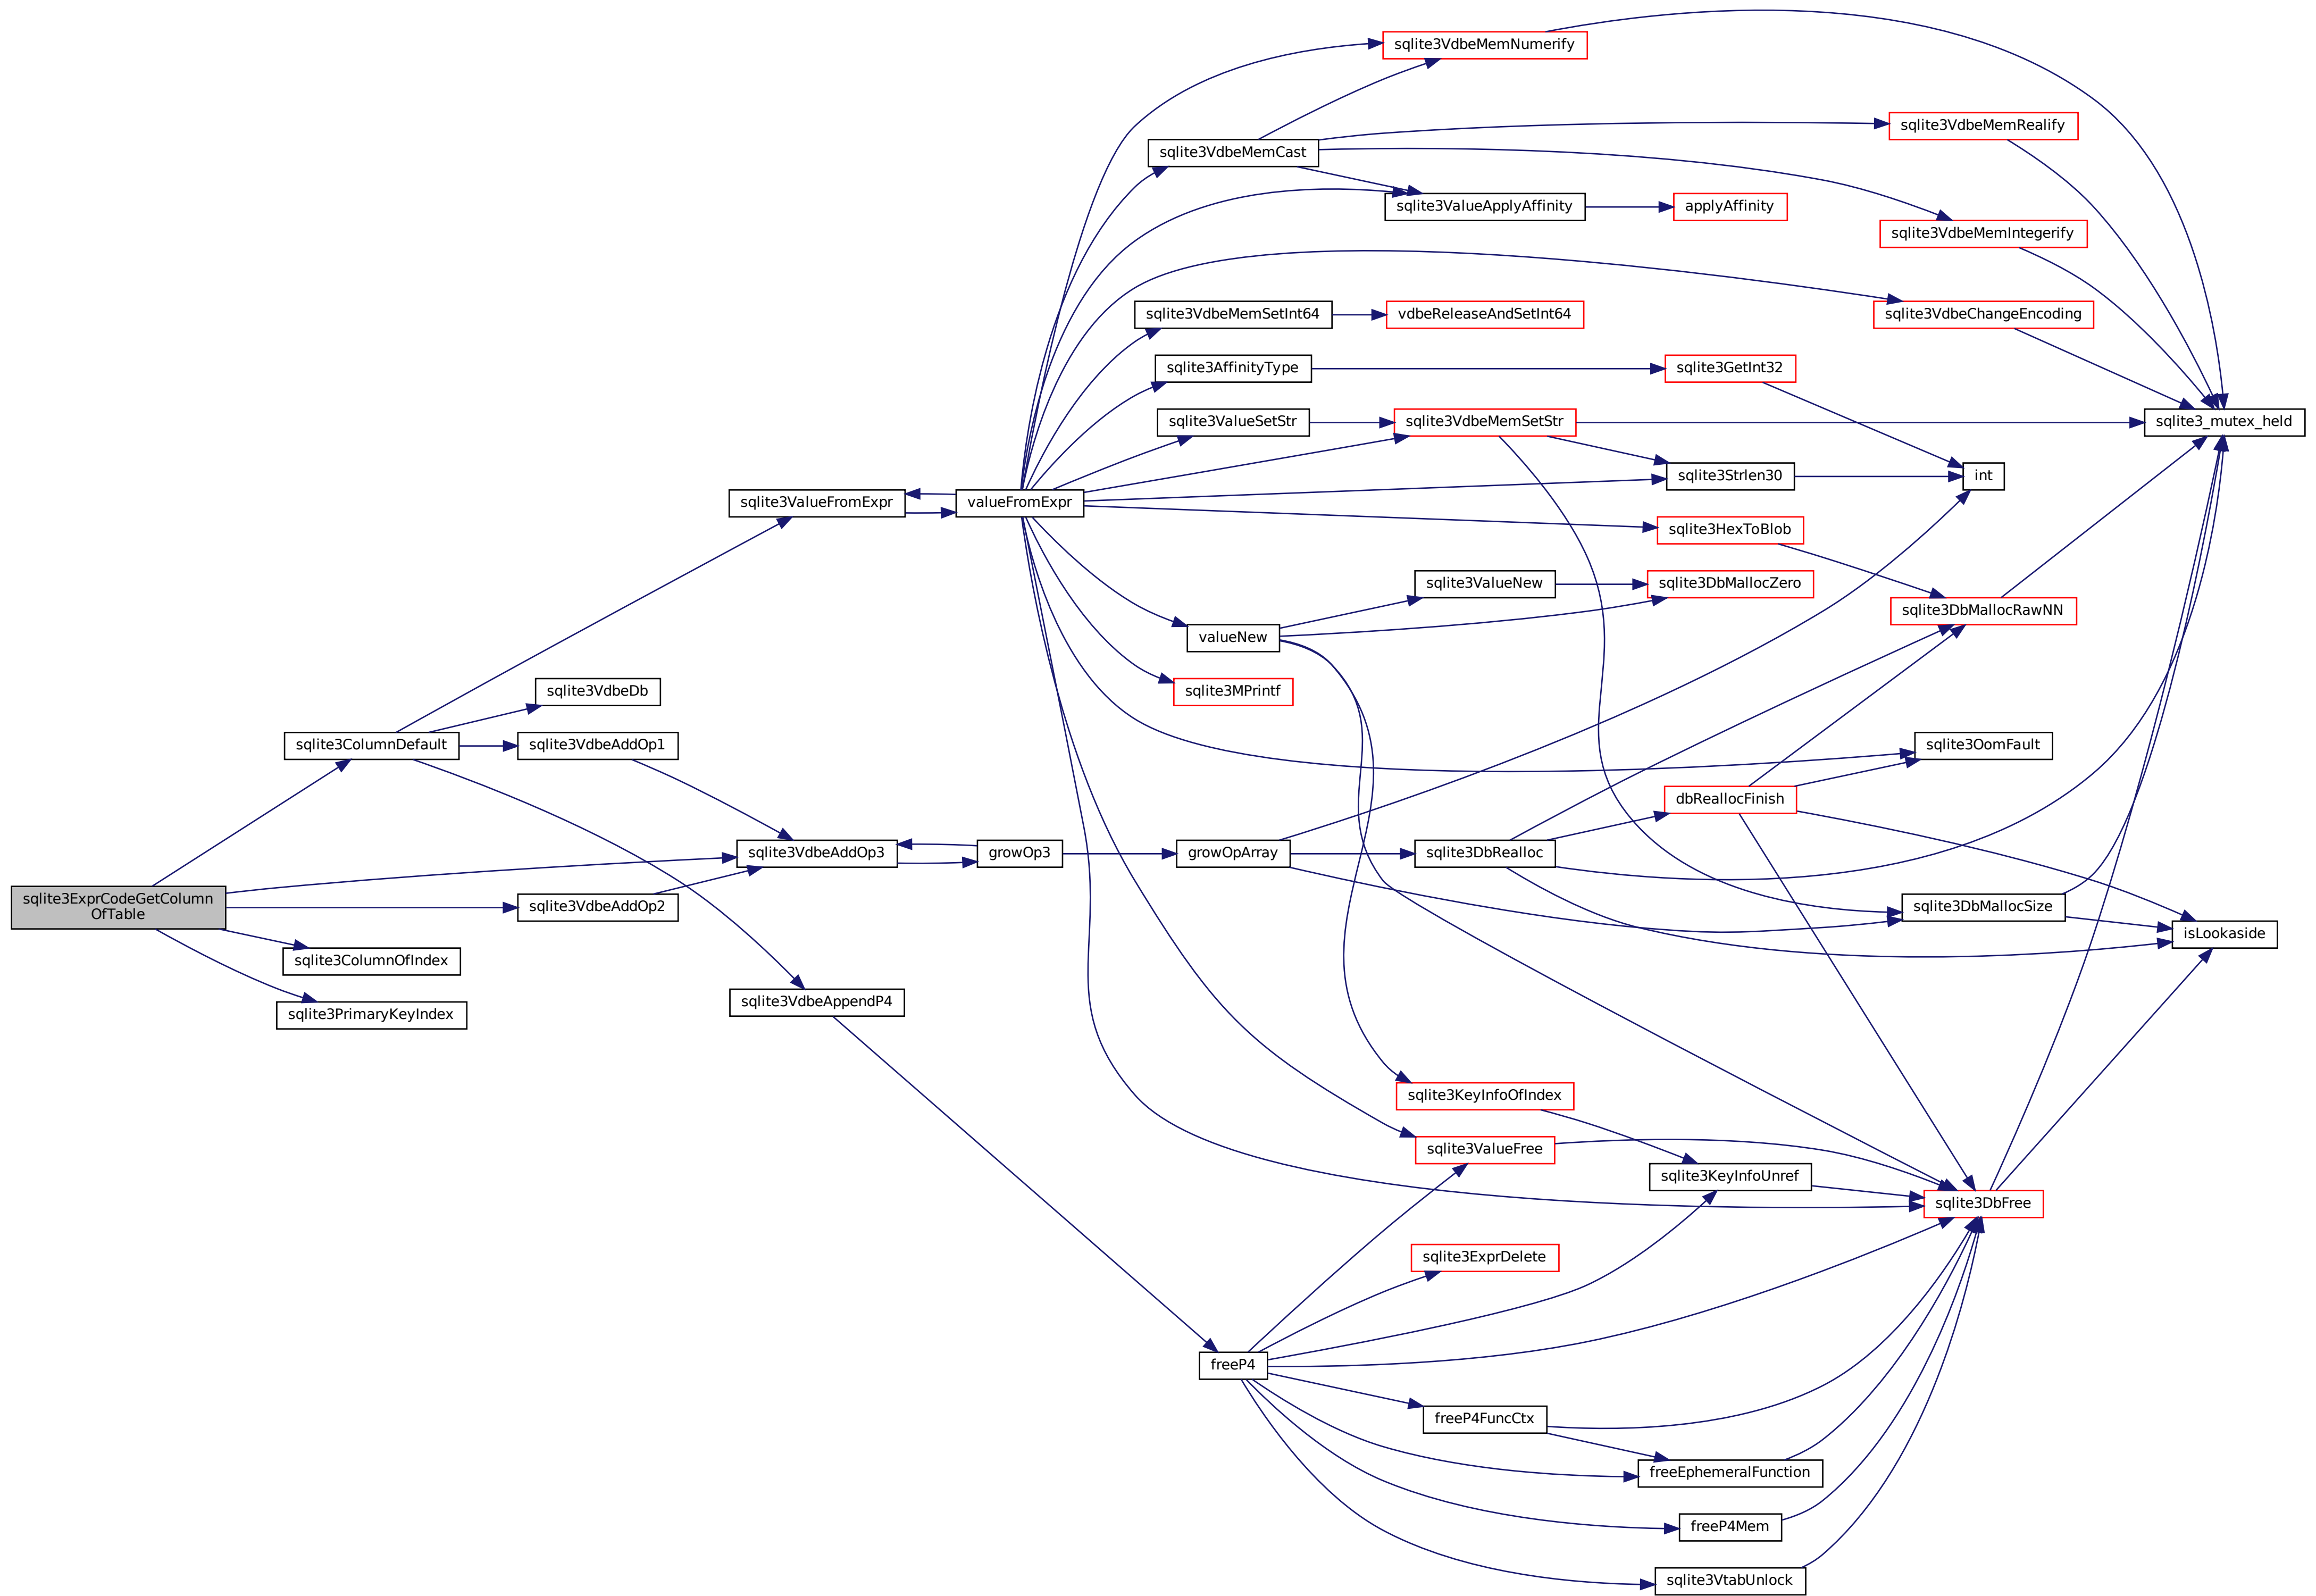 sqlite3ExprCodeGetColumn
OfTable
sqlite3ColumnDefault
sqlite3ColumnOfIndex
sqlite3PrimaryKeyIndex
sqlite3VdbeDb
sqlite3VdbeAddOp1
sqlite3VdbeAddOp2
sqlite3ValueFromExpr
sqlite3VdbeAddOp3
sqlite3VdbeAppendP4
valueFromExpr
growOp3
sqlite3VdbeMemCast
sqlite3VdbeMemSetInt64
sqlite3AffinityType
sqlite3ValueSetStr
valueNew
sqlite3MPrintf
growOpArray
freeP4
sqlite3VdbeMemNumerify
sqlite3ValueApplyAffinity
vdbeReleaseAndSetInt64
sqlite3VdbeMemSetStr
sqlite3ValueNew
sqlite3DbRealloc
sqlite3KeyInfoOfIndex
sqlite3ValueFree
sqlite3ExprDelete
freeP4FuncCtx
applyAffinity
sqlite3GetInt32
sqlite3Strlen30
sqlite3HexToBlob
sqlite3DbMallocZero
dbReallocFinish
sqlite3KeyInfoUnref
freeEphemeralFunction
freeP4Mem
sqlite3VtabUnlock
sqlite3VdbeMemRealify
sqlite3VdbeMemIntegerify
sqlite3VdbeChangeEncoding
int
sqlite3DbMallocRawNN
sqlite3OomFault
sqlite3DbMallocSize
sqlite3DbFree
sqlite3_mutex_held
isLookaside